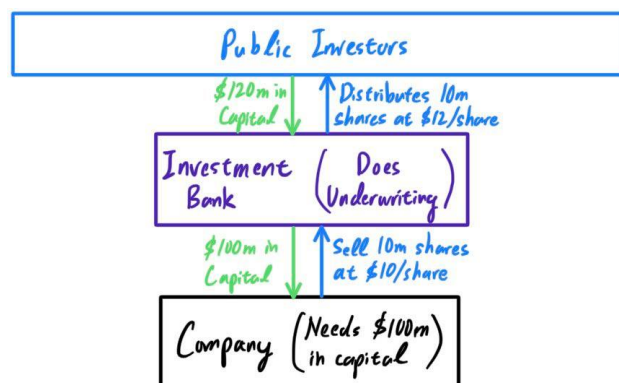 Public Investors
$120m in
Capital
Distributes 10m
shares at $12/share
Investment
Bank
(Does
Underwriting)
$100m in
Capital
Sell 10m shares
at $10/share
Company
(Needs $100m
in capital)